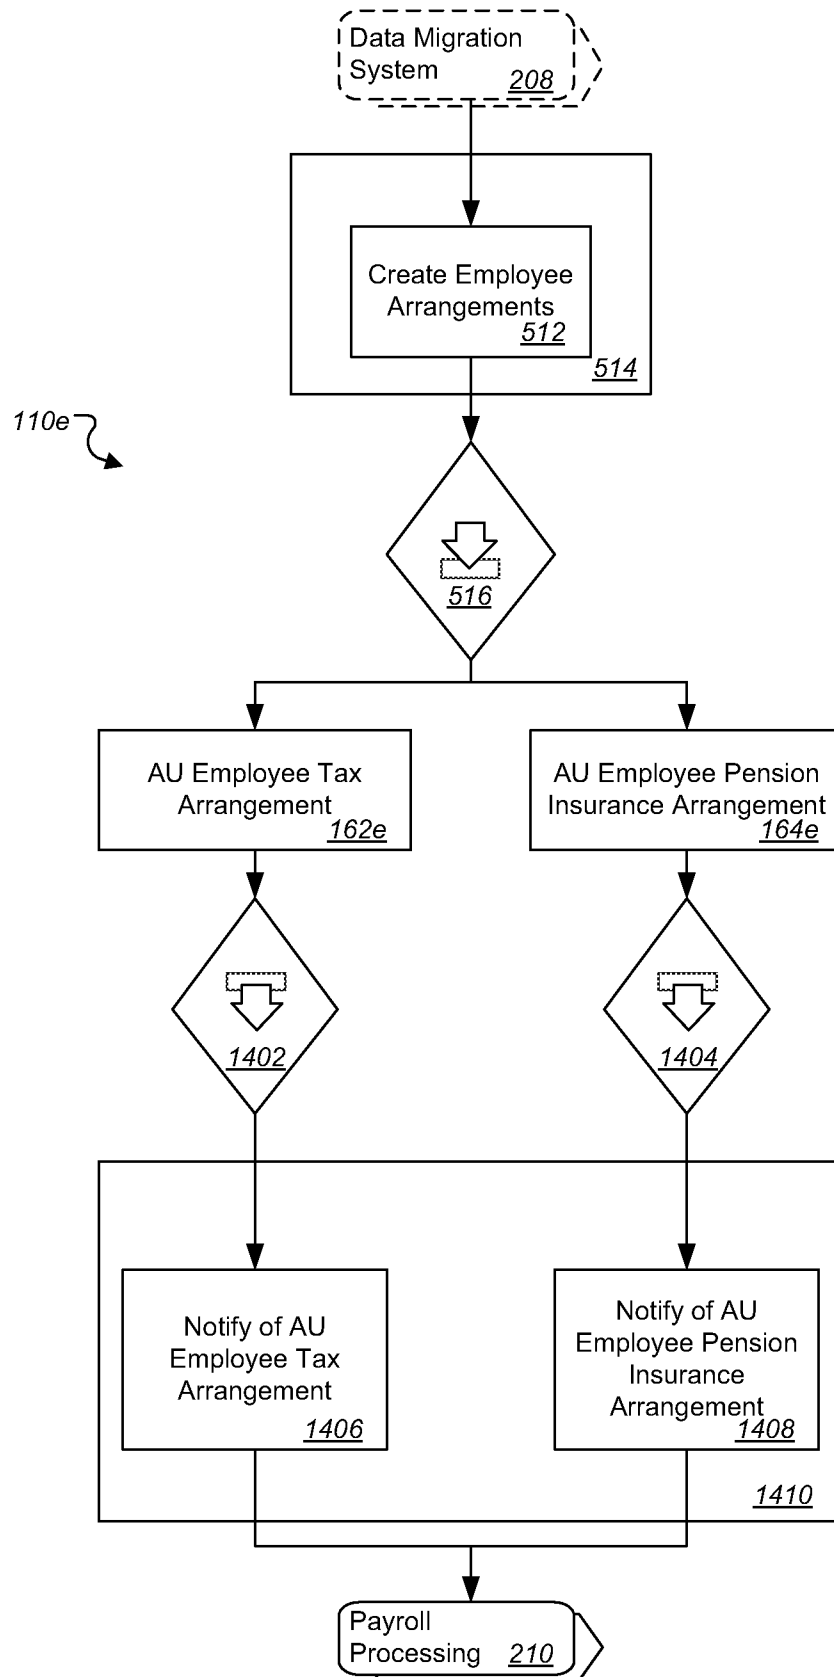 Data Migration
System 208
Create Employee
Arrangements
512
514
110e
516
AU Employee Tax
Arrangement
162e
AU Employee Pension
Insurance Arrangement
164e
1402
1404
Notify of AU
Employee Tax
Arrangement
1406
Notify of AU
Employee Pension
Insurance
Arrangement
1408
1410
Payroll
Processing 210